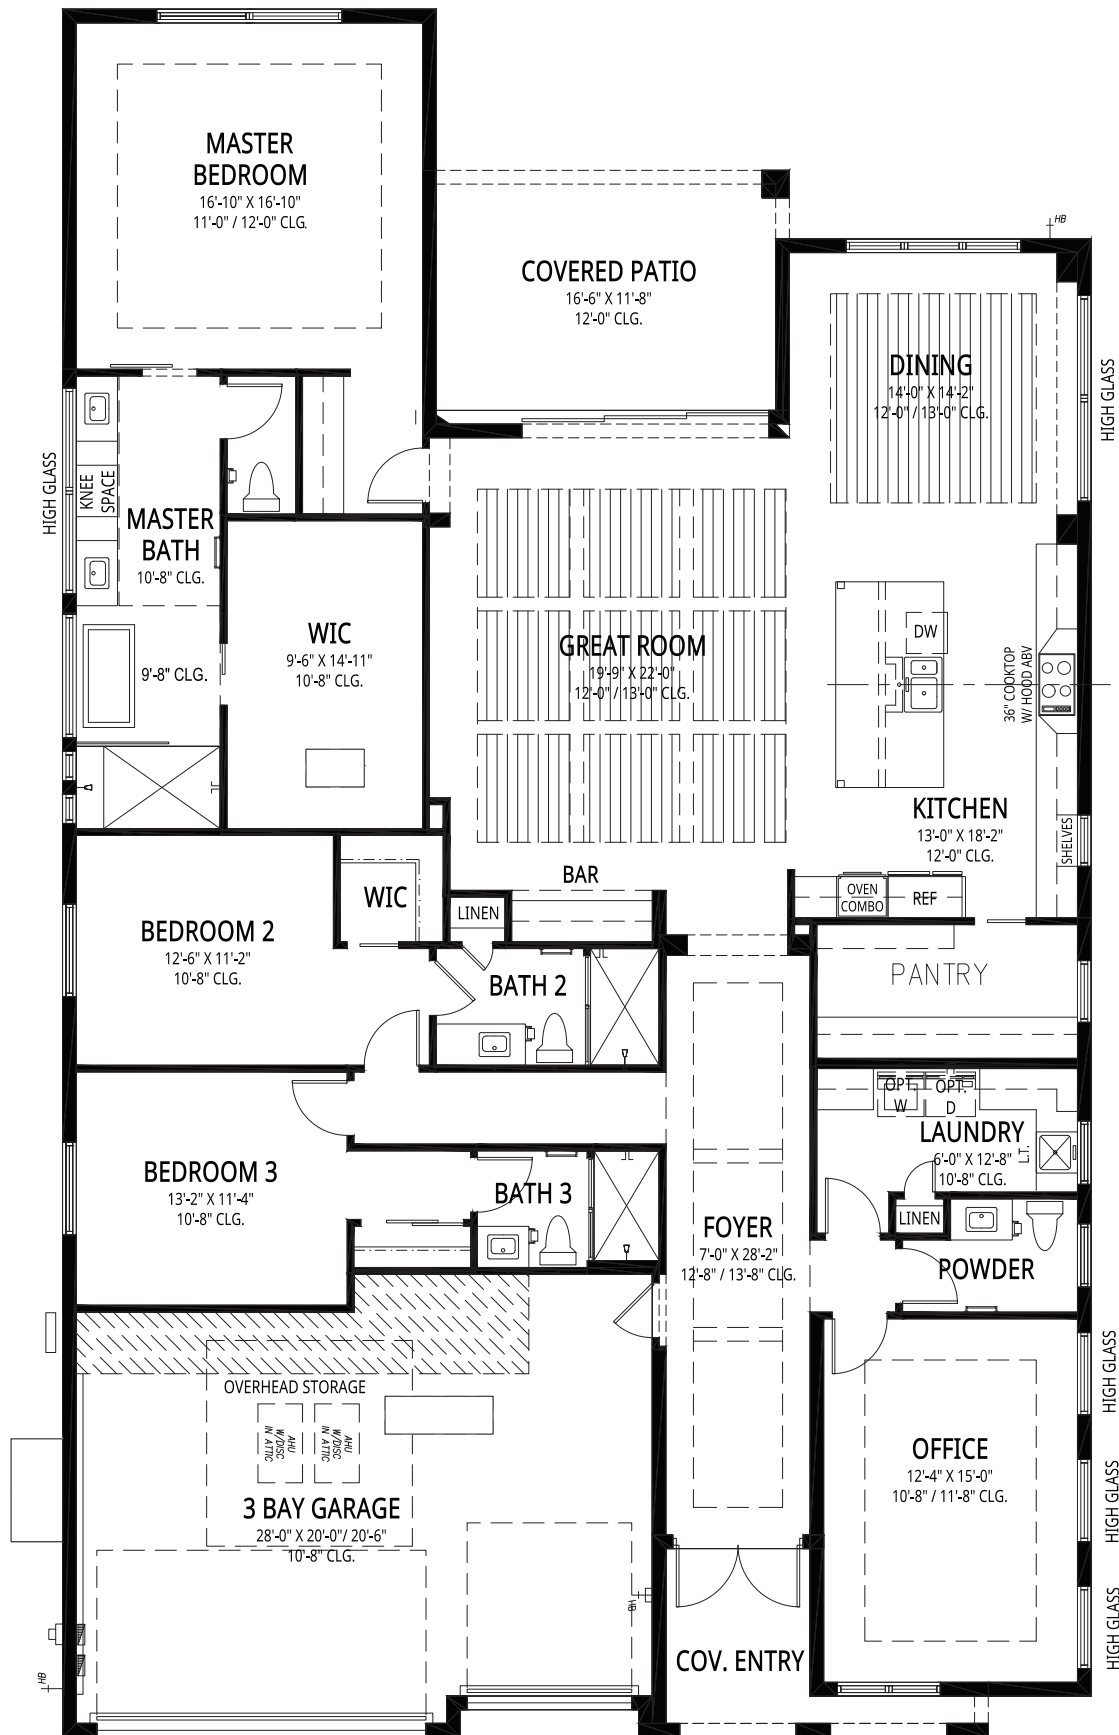 MASTER
BEDROOM
16'-10" X 16'-10"
11'-0" / 12'-0" CLG.
HB
COVERED PATIO
16'-6" X 11'-8"
12'-0" CLG.
DINING
14'-0" X 14'-2"
12'-0" / 13'-0" CLG.
HIGH GLASS
HIGH GLASS
KNEE
SPACE
MASTER
BATH
10'-8" CLG.
9'-8" CLG.
WIC
9'-6" X 14'-11"
10'-8" CLG.
GREAT ROOM
19'-9" X 22'-0"
12'-0" / 13'-0" CLG.
DW
36" COOKTOP
W/ HOOD ABV
KITCHEN
13'-0" X 18'-2"
12'-0" CLG.
SHELVES
BAR
OVEN
COMBO
REF
WIC
LINEN
BEDROOM 2
12'-6" X 11'-2"
10'-8" CLG.
BATH 2
PANTRY
OPT.
W
OPT.
D
LAUNDRY
6'-0" X 12'-8"
10'-8" CLG.
L.T.
BEDROOM 3
13'-2" X 11'-4"
10'-8" CLG.
BATH 3
FOYER
7'-0" X 28'-2"
12'-8" / 13'-8" CLG.
LINEN
POWDER
HIGH GLASS
OVERHEAD STORAGE
AHU
W/DISC
IN ATTIC
AHU
W/DISC
IN ATTIC
OFFICE
12'-4" X 15'-0"
10'-8" / 11'-8" CLG.
HIGH GLASS
3 BAY GARAGE
28'-0" X 20'-0"/ 20'-6"
10'-8" CLG.
HB
HIGH GLASS
COV. ENTRY
HB